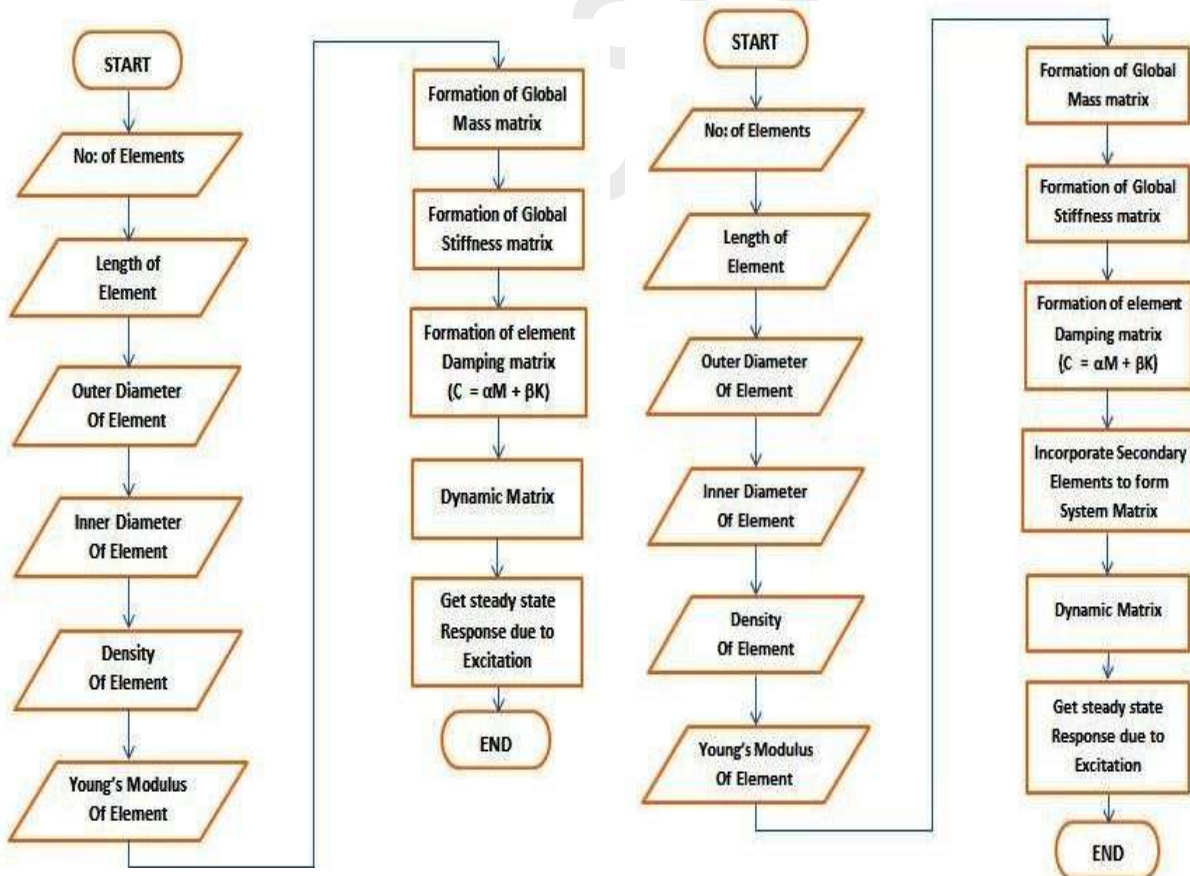 START
No: of Elements
Length of
Element
Outer Diameter
Of Element
Inner Diameter
Of Element
Density
Of Element
Young's Modulus
Of Element
Formation of Global
Mass matrix
Formation of Global
Stiffness matrix
Formation of element
Damping matrix
(C = αM + βK)
Dynamic Matrix
Get steady state
Response due to
Excitation
END
START
No: of Elements
Length of
Element
Outer Diameter
Of Element
Inner Diameter
Of Element
Density
Of Element
Young's Modulus
Of Element
Formation of Global
Mass matrix
Formation of Global
Stiffness matrix
Formation of element
Damping matrix
(C = αM + βK)
Incorporate Secondary
Elements to form
System Matrix
Dynamic Matrix
Get steady state
Response due to
Excitation
END